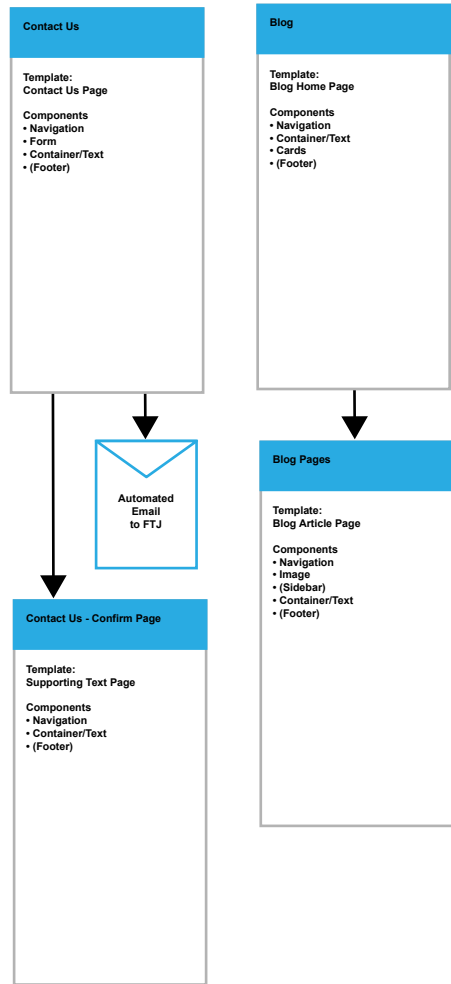 Contact Us
Template:
Contact Us Page
Components
• Navigation
• Form
• Container/Text
• (Footer)
Automated
Email
to FTJ
Contact Us - Confirm Page
Template:
Supporting Text Page
Components
• Navigation
• Container/Text
• (Footer)
Blog
Template:
Blog Home Page
Components
• Navigation
• Container/Text
• Cards
• (Footer)
Blog Pages
Template:
Blog Article Page
Components
• Navigation
• Image
• (Sidebar)
• Container/Text
• (Footer)